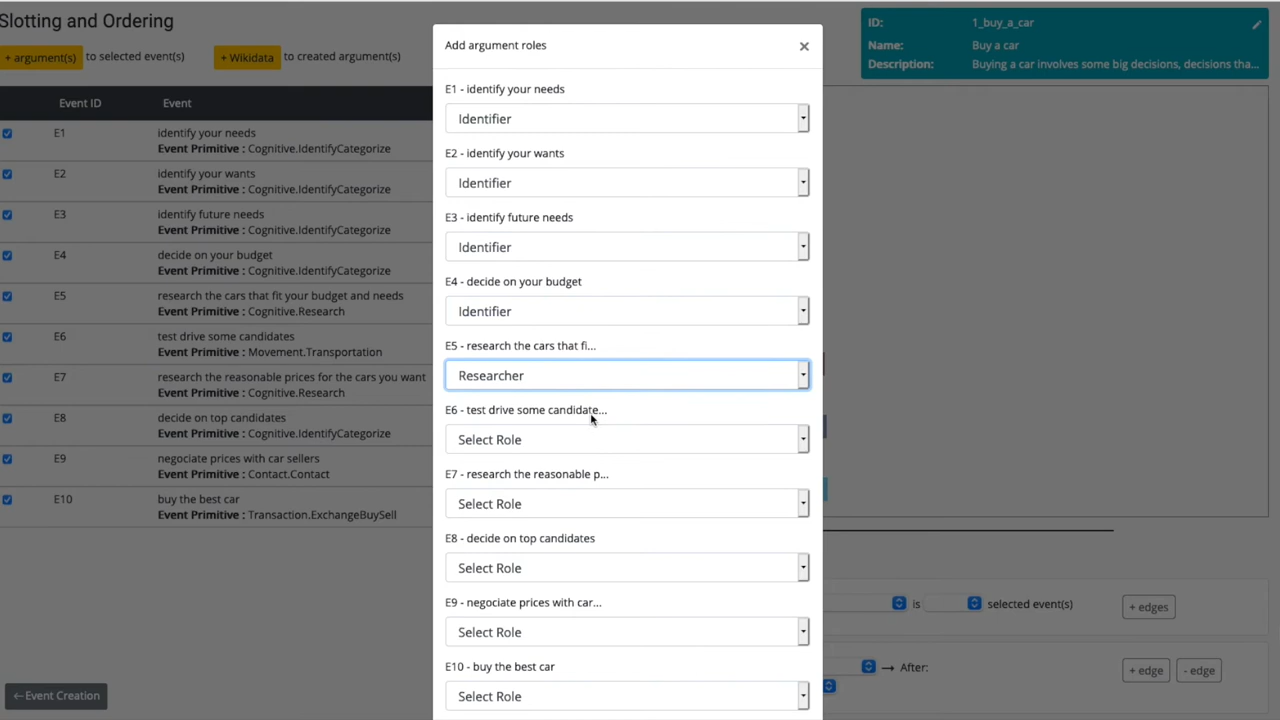 Slotting and Ordering
+ argument(s) to selected event(s) + Wikidata to created argument(s)
ID: 1_buy_a_car
Name: Buy a car
Description: Buying a car involves some big decisions, decisions tha...
Event ID Event
E1 identify your needs
Event Primitive : Cognitive.IdentifyCategorize
E2 identify your wants
Event Primitive : Cognitive.IdentifyCategorize
E3 identify future needs
Event Primitive : Cognitive.IdentifyCategorize
E4 decide on your budget
Event Primitive : Cognitive.IdentifyCategorize
E5 research the cars that fit your budget and needs
Event Primitive : Cognitive.Research
E6 test drive some candidates
Event Primitive : Movement.Transportation
E7 research the reasonable prices for the cars you want
Event Primitive : Cognitive.Research
E8 decide on top candidates
Event Primitive : Cognitive.IdentifyCategorize
E9 negociate prices with car sellers
Event Primitive : Contact.Contact
E10 buy the best car
Event Primitive : Transaction.ExchangeBuySell
←Event Creation
Add argument roles ×
E1 - identify your needs
Identifier
E2 - identify your wants
Identifier
E3 - identify future needs
Identifier
E4 - decide on your budget
Identifier
E5 - research the cars that fi...
Researcher
E6 - test drive some candidate...
Select Role
E7 - research the reasonable p...
Select Role
E8 - decide on top candidates
Select Role
E9 - negociate prices with car...
Select Role
E10 - buy the best car
Select Role
is selected event(s) + edges
→ After: + edge - edge